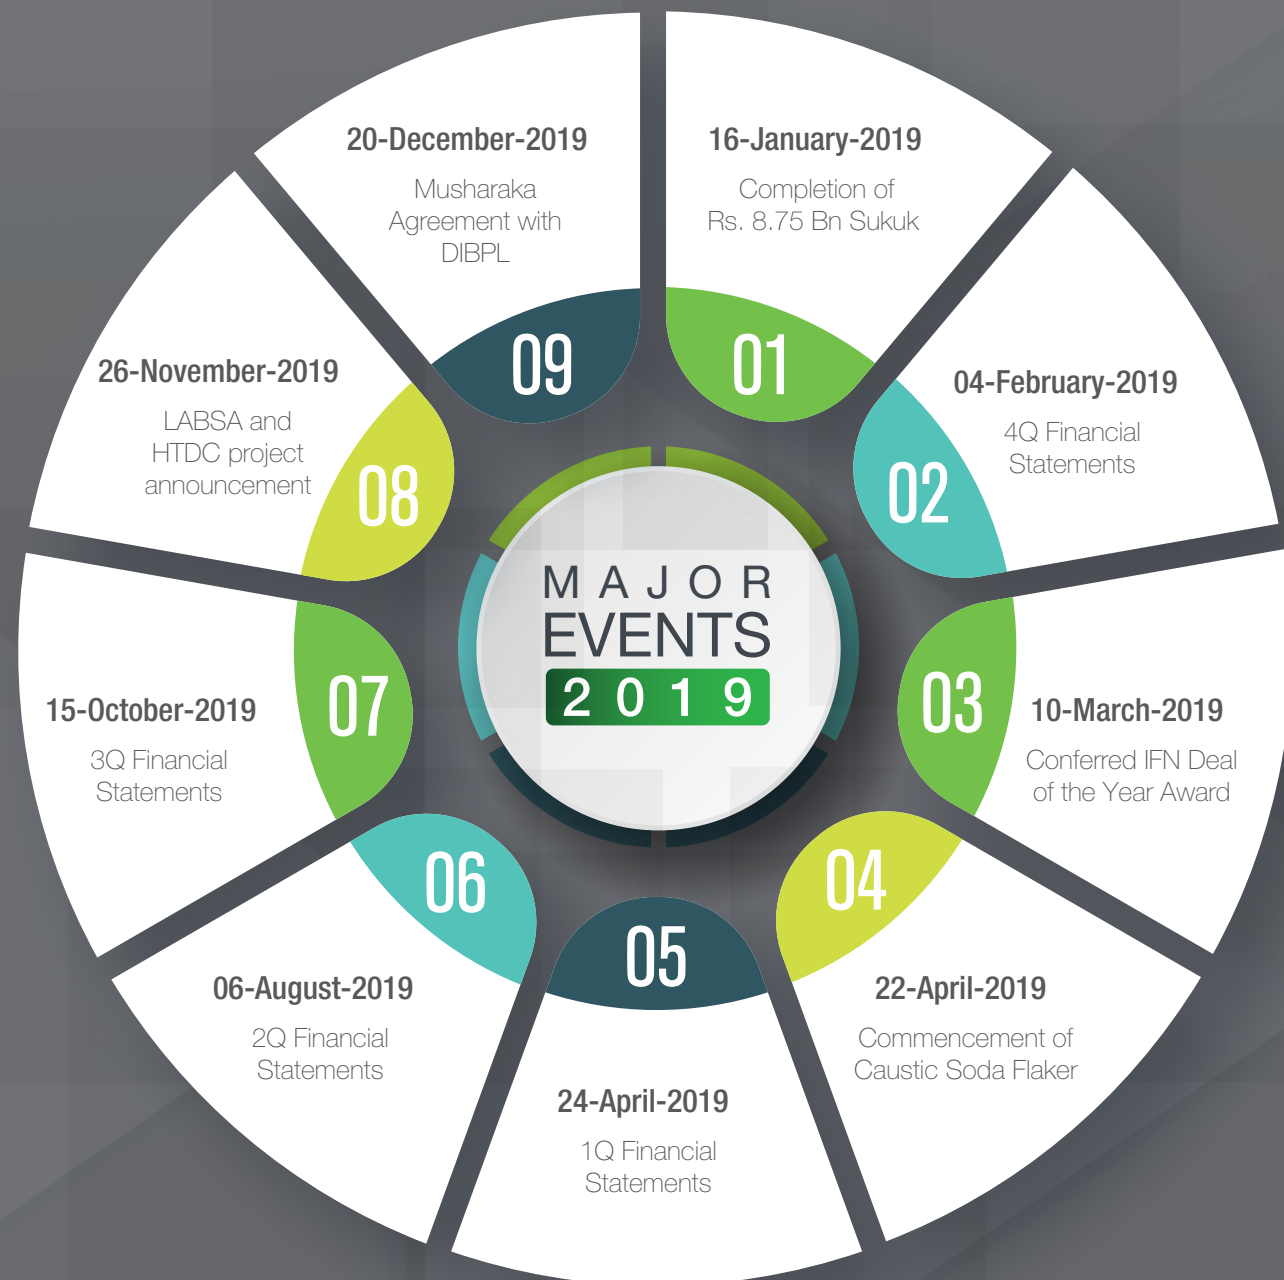 MAJOR
EVENTS
2019
01
16-January-2019
Completion of
Rs. 8.75 Bn Sukuk
02
04-February-2019
4Q Financial
Statements
03
10-March-2019
Conferred IFN Deal
of the Year Award
04
22-April-2019
Commencement of
Caustic Soda Flaker
05
24-April-2019
1Q Financial
Statements
06
06-August-2019
2Q Financial
Statements
07
15-October-2019
3Q Financial
Statements
08
26-November-2019
LABSA and
HTDC project
announcement
09
20-December-2019
Musharaka
Agreement with
DIBPL